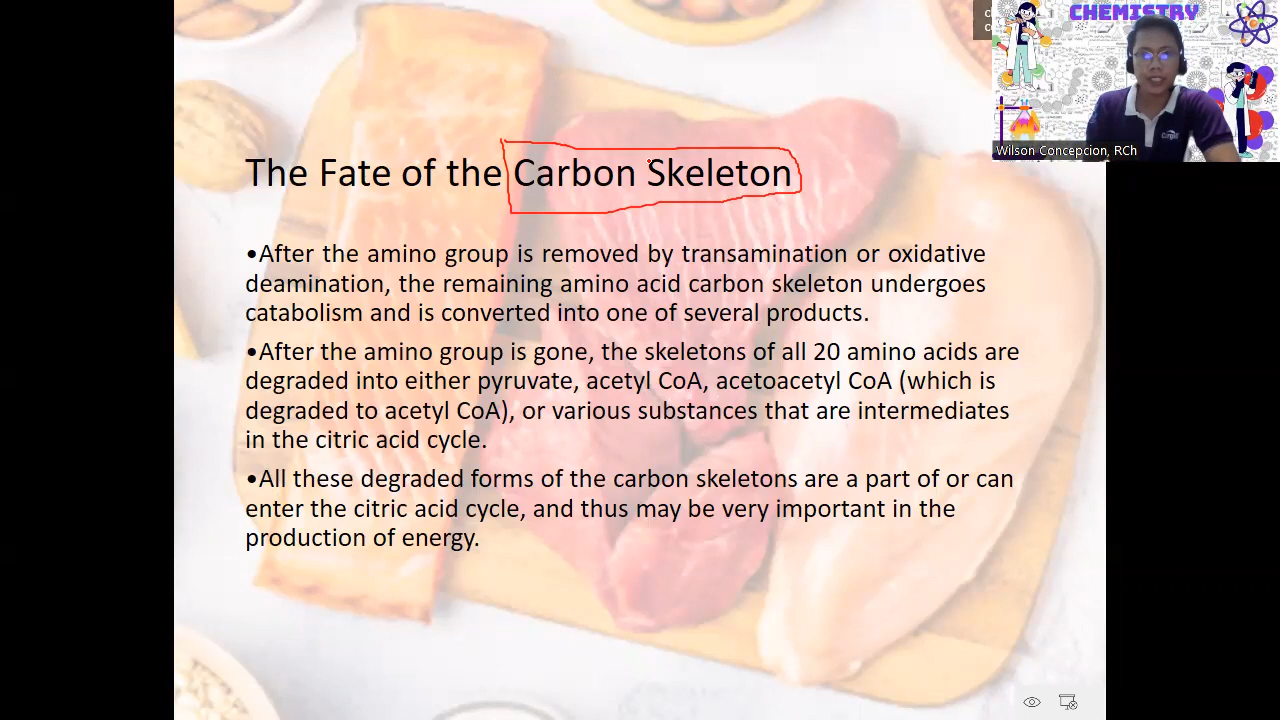 CHEMISTRY
Wilson Concepcion, RCh
The Fate of the Carbon Skeleton
•After the amino group is removed by transamination or oxidative
deamination, the remaining amino acid carbon skeleton undergoes
catabolism and is converted into one of several products.
•After the amino group is gone, the skeletons of all 20 amino acids are
degraded into either pyruvate, acetyl CoA, acetoacetyl CoA (which is
degraded to acetyl CoA), or various substances that are intermediates
in the citric acid cycle.
•All these degraded forms of the carbon skeletons are a part of or can
enter the citric acid cycle, and thus may be very important in the
production of energy.